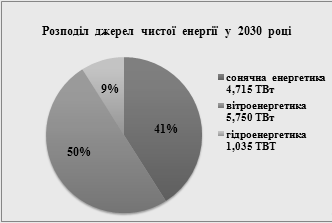 Розподіл джерел чистої енергії у 2030 році
9%
41%
50%
сонячна енергетика
4,715 ТВт
вітроенергетика
5,750 ТВт
гідроенергетика
1,035 ТВТ